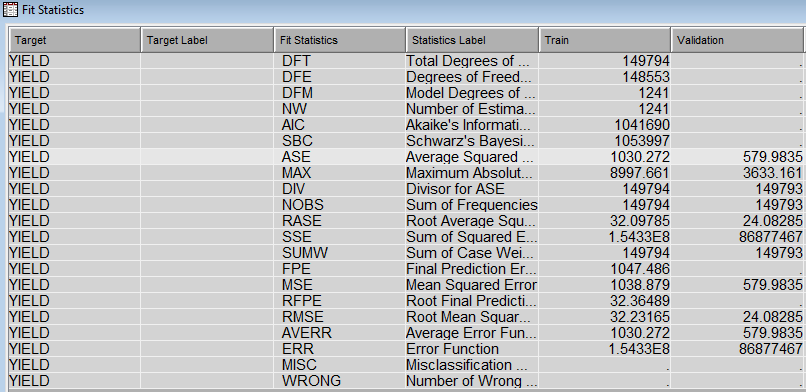 Fit Statistics
Target Target Label Fit Statistics Statistics Label Train Validation
YIELD DFT Total Degrees of ... 149794 .
YIELD DFE Degrees of Freed... 148553 .
YIELD DFM Model Degrees of ... 1241 .
YIELD NW Number of Estima... 1241 .
YIELD AIC Akaike's Informati... 1041690 .
YIELD SBC Schwarz's Bayesi... 1053997 .
YIELD ASE Average Squared ... 1030.272 579.9835
YIELD MAX Maximum Absolut... 8997.661 3633.161
YIELD DIV Divisor for ASE 149794 149793
YIELD NOBS Sum of Frequencies 149794 149793
YIELD RASE Root Average Squ... 32.09785 24.08285
YIELD SSE Sum of Squared E... 1.5433E8 86877467
YIELD SUMW Sum of Case Wei... 149794 149793
YIELD FPE Final Prediction Er... 1047.486 .
YIELD MSE Mean Squared Error 1038.879 579.9835
YIELD RFPE Root Final Predicti... 32.36489 .
YIELD RMSE Root Mean Squar... 32.23165 24.08285
YIELD AVERR Average Error Fun... 1030.272 579.9835
YIELD ERR Error Function 1.5433E8 86877467
YIELD MISC Misclassification ... . .
YIELD WRONG Number of Wrong ... . .